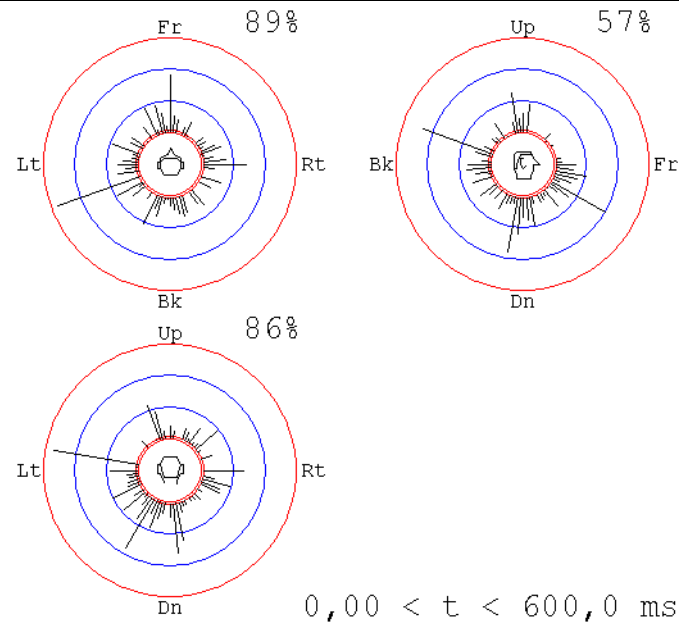 Fr 89%
Lt Rt
Bk
Up 57%
Bk Fr
Dn
Up 86%
Lt Rt
Dn
0,00 < t < 600,0 ms